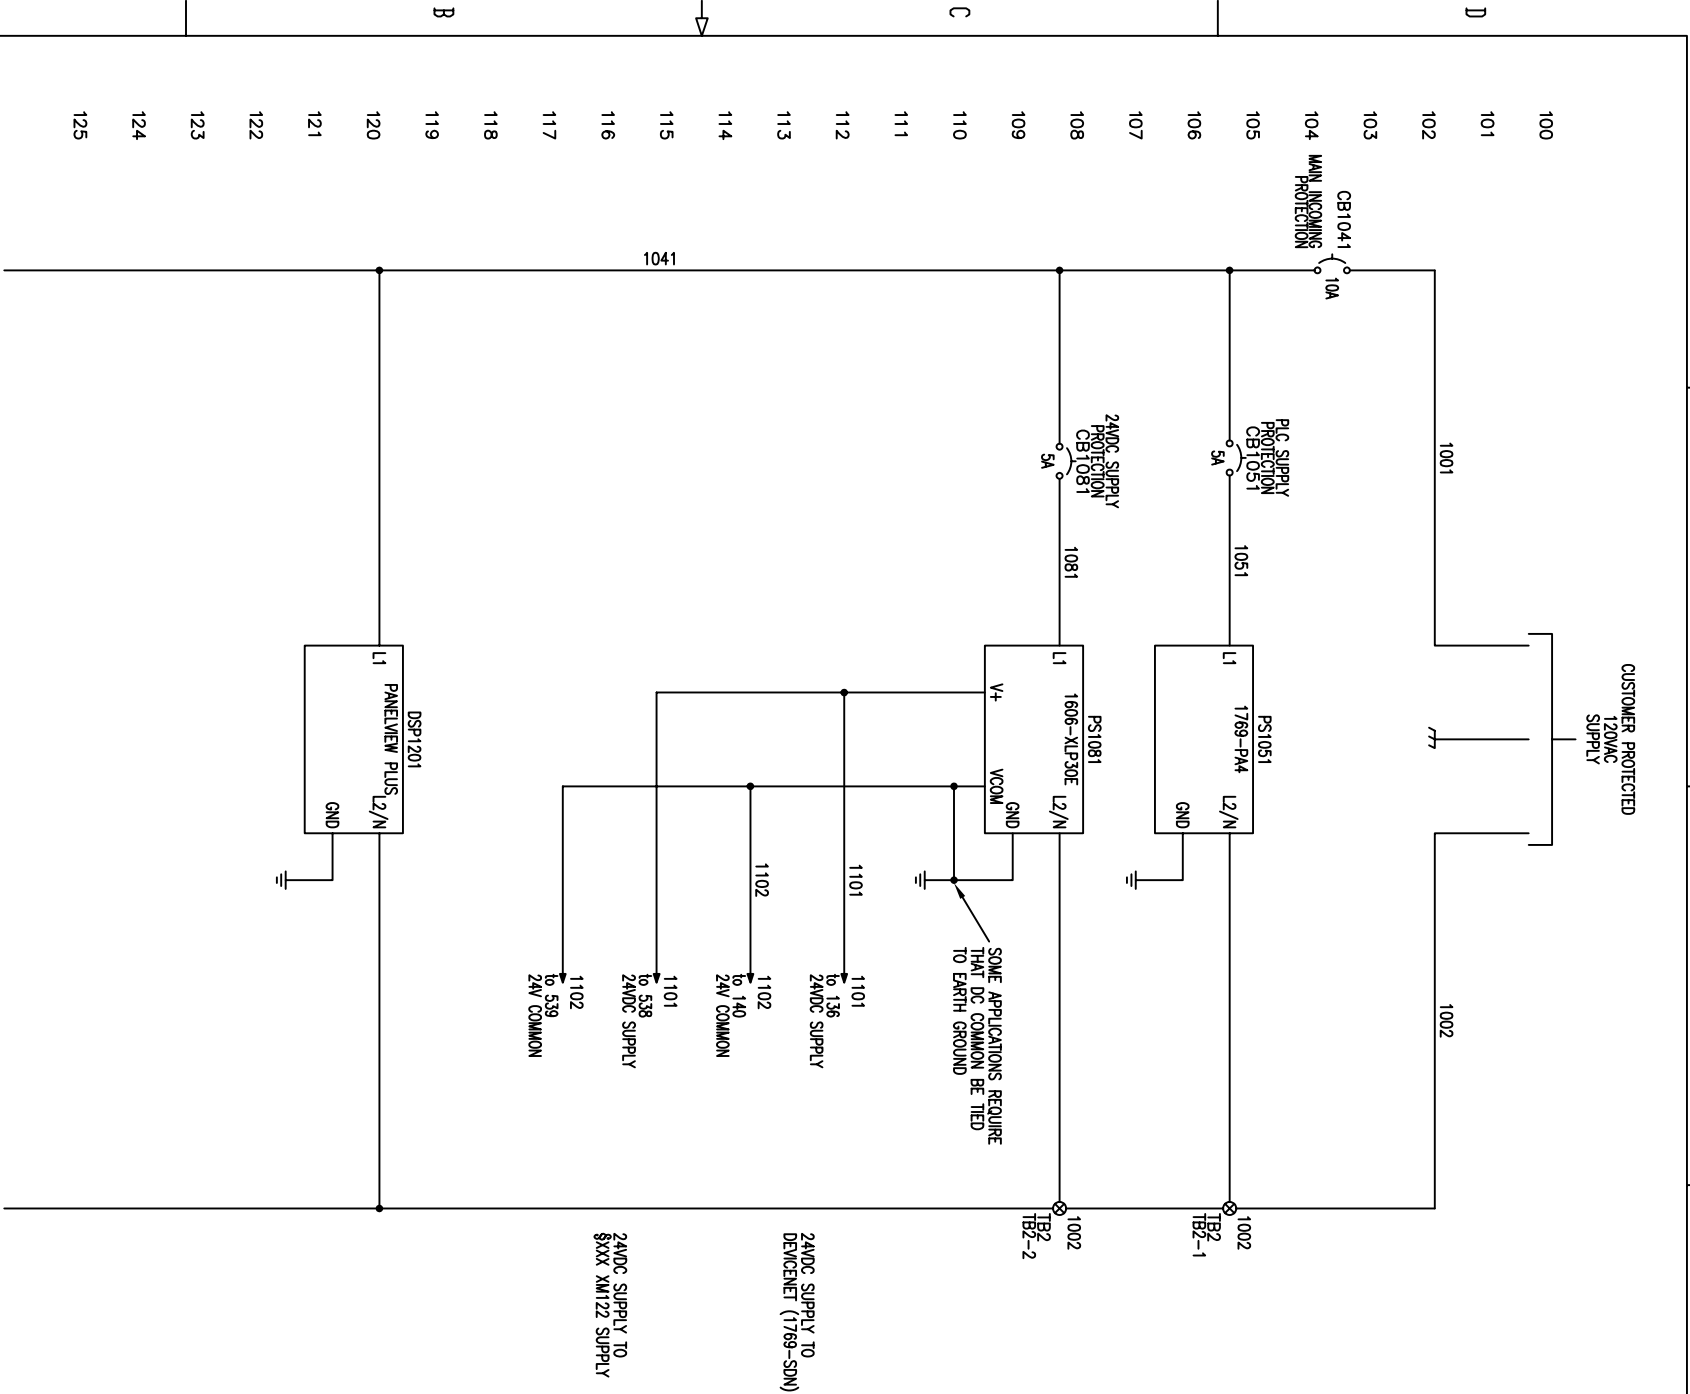 D
C
B
100
101
102
103
104
105
106
107
108
109
110
111
112
113
114
115
116
117
118
119
120
121
122
123
124
125
CUSTOMER PROTECTED
120VAC
SUPPLY
1001
1002
CB1041
MAIN INCOMING
PROTECTION
10A
PLC SUPPLY
PROTECTION
CB1051
5A
1051
PS1051
1769-PA4
L1
L2/N
GND
1002
TB2
TB2-1
24VDC SUPPLY
PROTECTION
CB1081
5A
1081
PS1081
1606-XLP30E
L1
L2/N
GND
V+
VCOM
1002
TB2
TB2-2
SOME APPLICATIONS REQUIRE
THAT DC COMMON BE TIED
TO EARTH GROUND
1101
1101
to 136
24VDC SUPPLY
24VDC SUPPLY TO
DEVICENET (1769-SDN)
1102
1102
to 140
24V COMMON
1041
1101
to 538
24VDC SUPPLY
24VDC SUPPLY TO
XM122 SUPPLY
1102
to 539
24V COMMON
DSP1201
PANELVIEW PLUS
L1
L2/N
GND